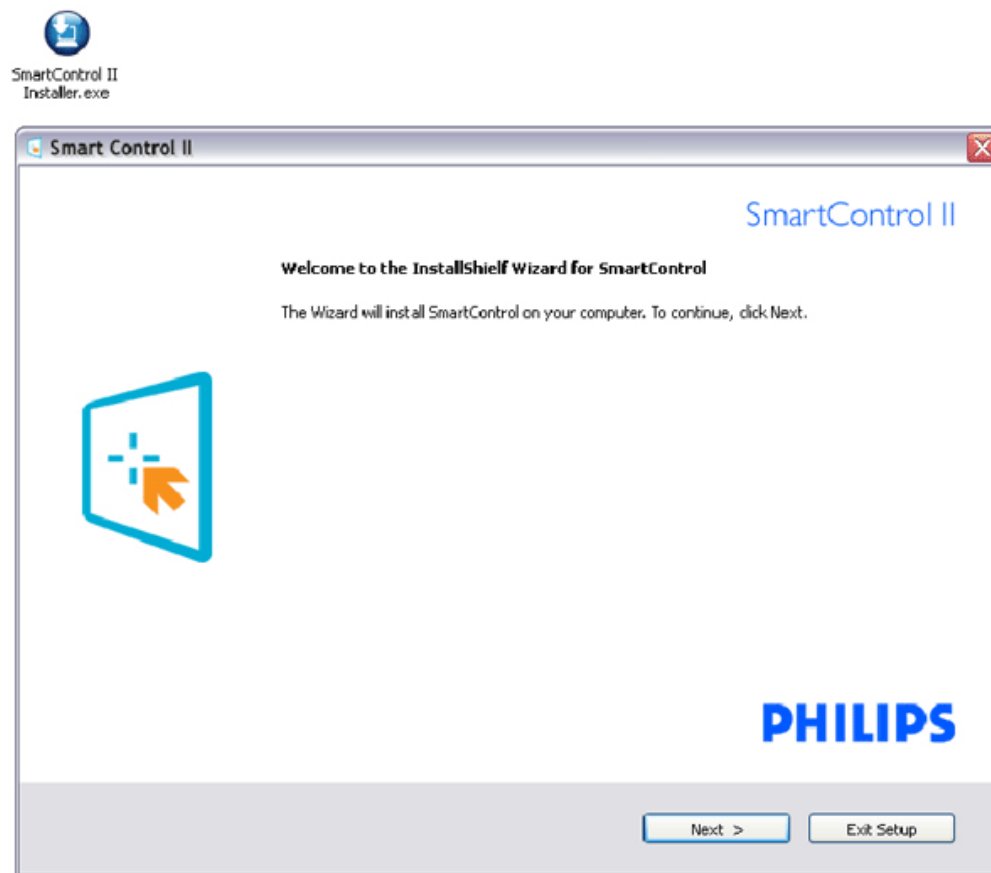 SmartControl II
Installer.exe
Smart Control II
SmartControl II
Welcome to the InstallShielf Wizard for SmartControl
The Wizard will install SmartControl on your computer. To continue, click Next.
PHILIPS
Next >
Exit Setup